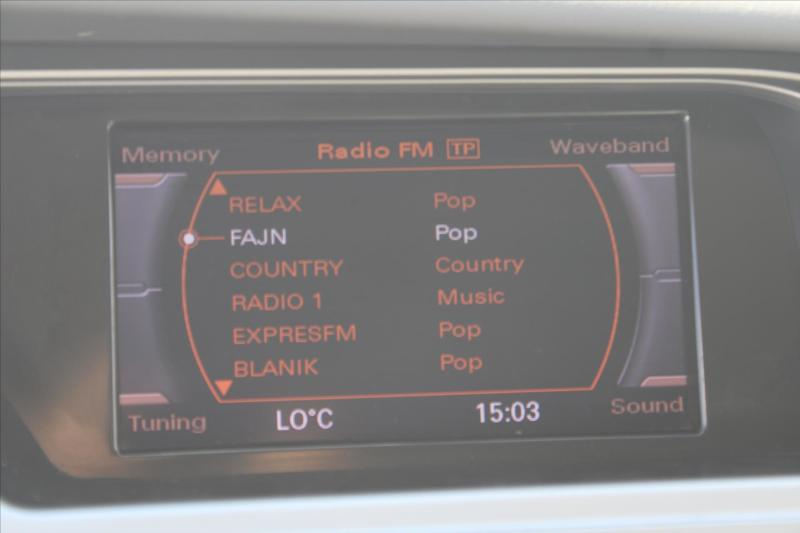 Memory Radio FM TP Waveband
RELAX Pop
FAJN Pop
COUNTRY Country
RADIO 1 Music
EXPRESFM Pop
BLANIK Pop
Tuning LO°C 15:03 Sound